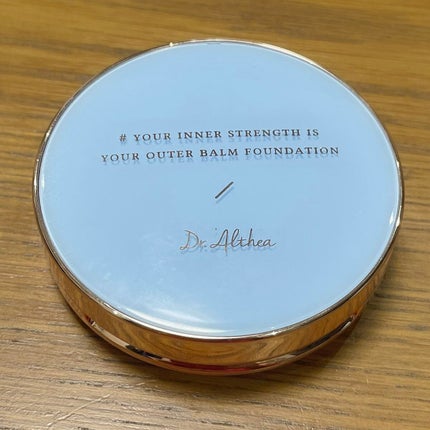 # YOUR INNER STRENGTH IS
YOUR OUTER BALM FOUNDATION
Dr. Althea